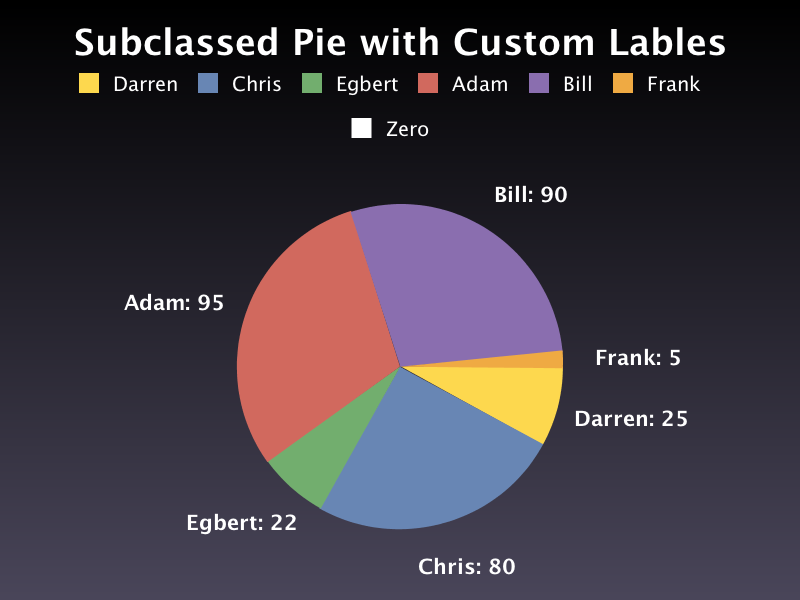 Subclassed Pie with Custom Lables
Darren Chris Egbert Adam Bill Frank
Zero
Bill: 90
Adam: 95
Frank: 5
Darren: 25
Egbert: 22
Chris: 80